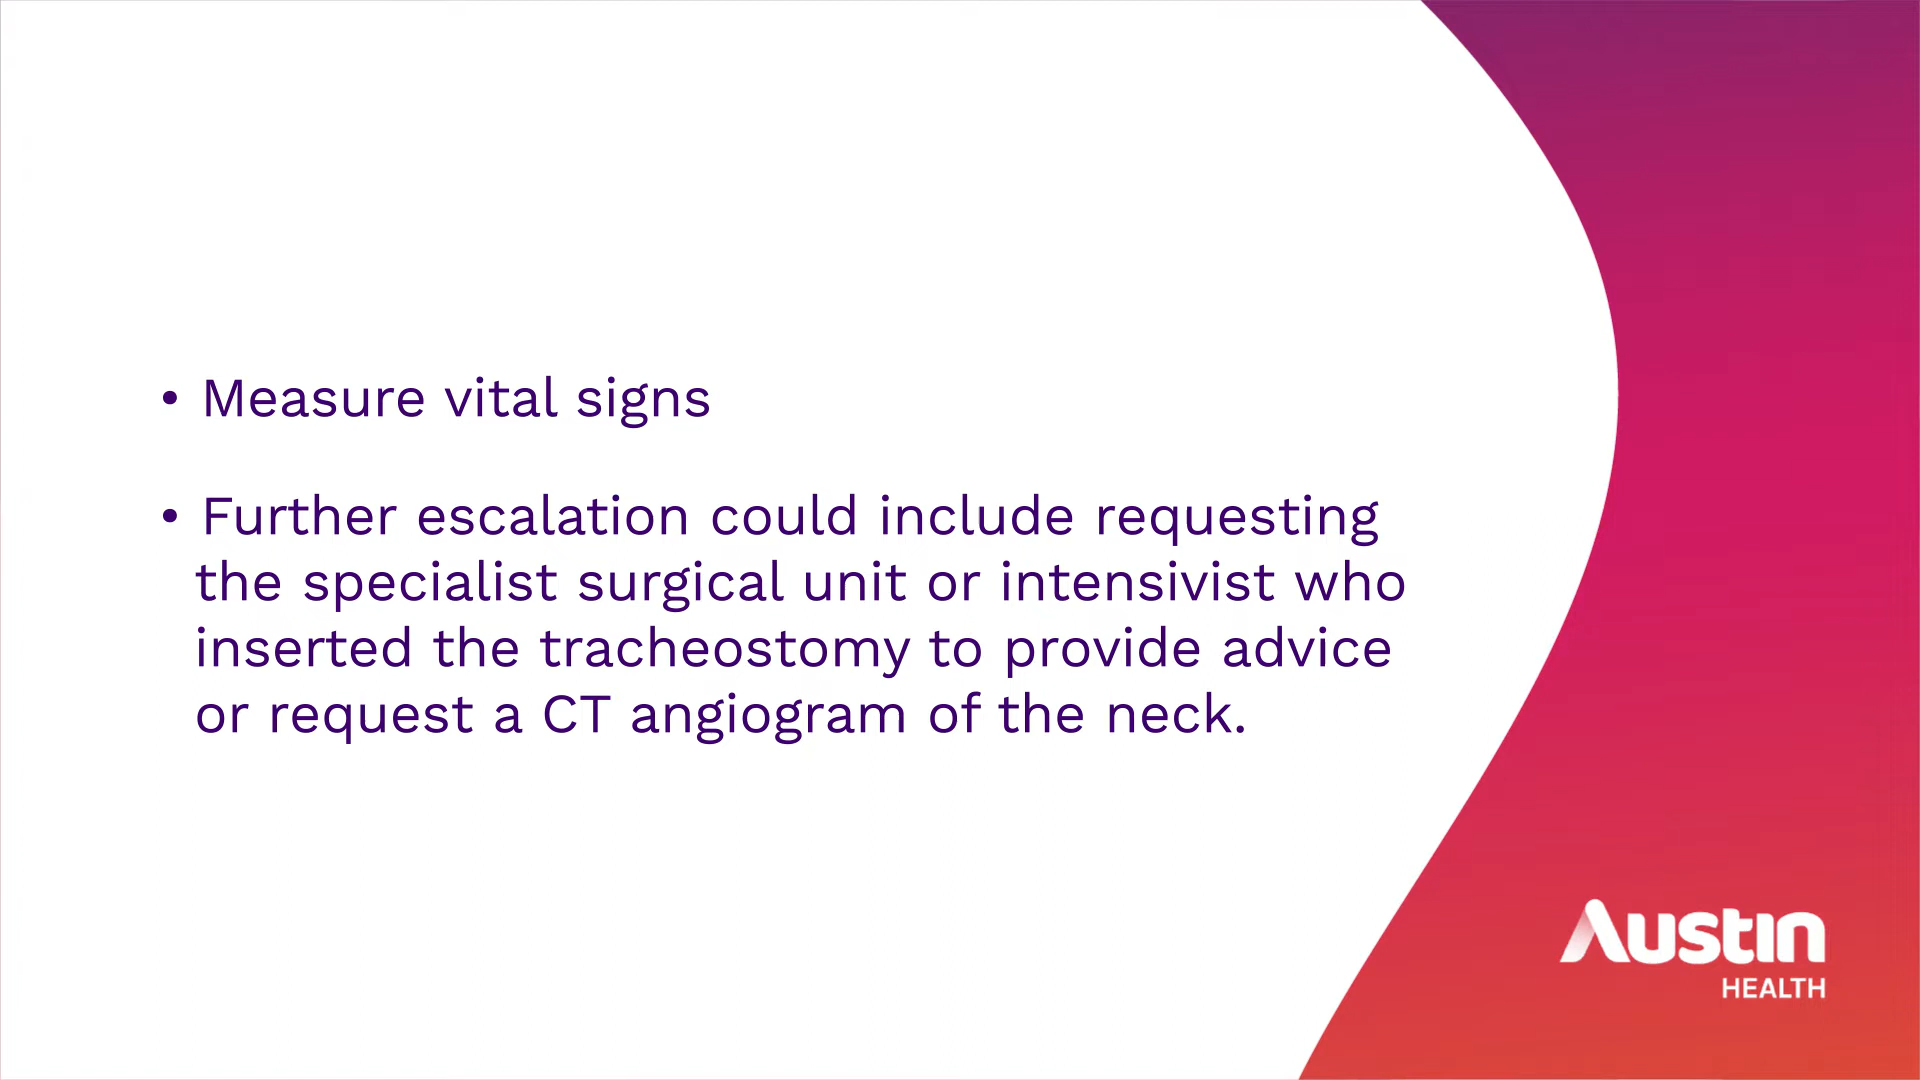 • Measure vital signs
• Further escalation could include requesting
the specialist surgical unit or intensivist who
inserted the tracheostomy to provide advice
or request a CT angiogram of the neck.
Austin
HEALTH